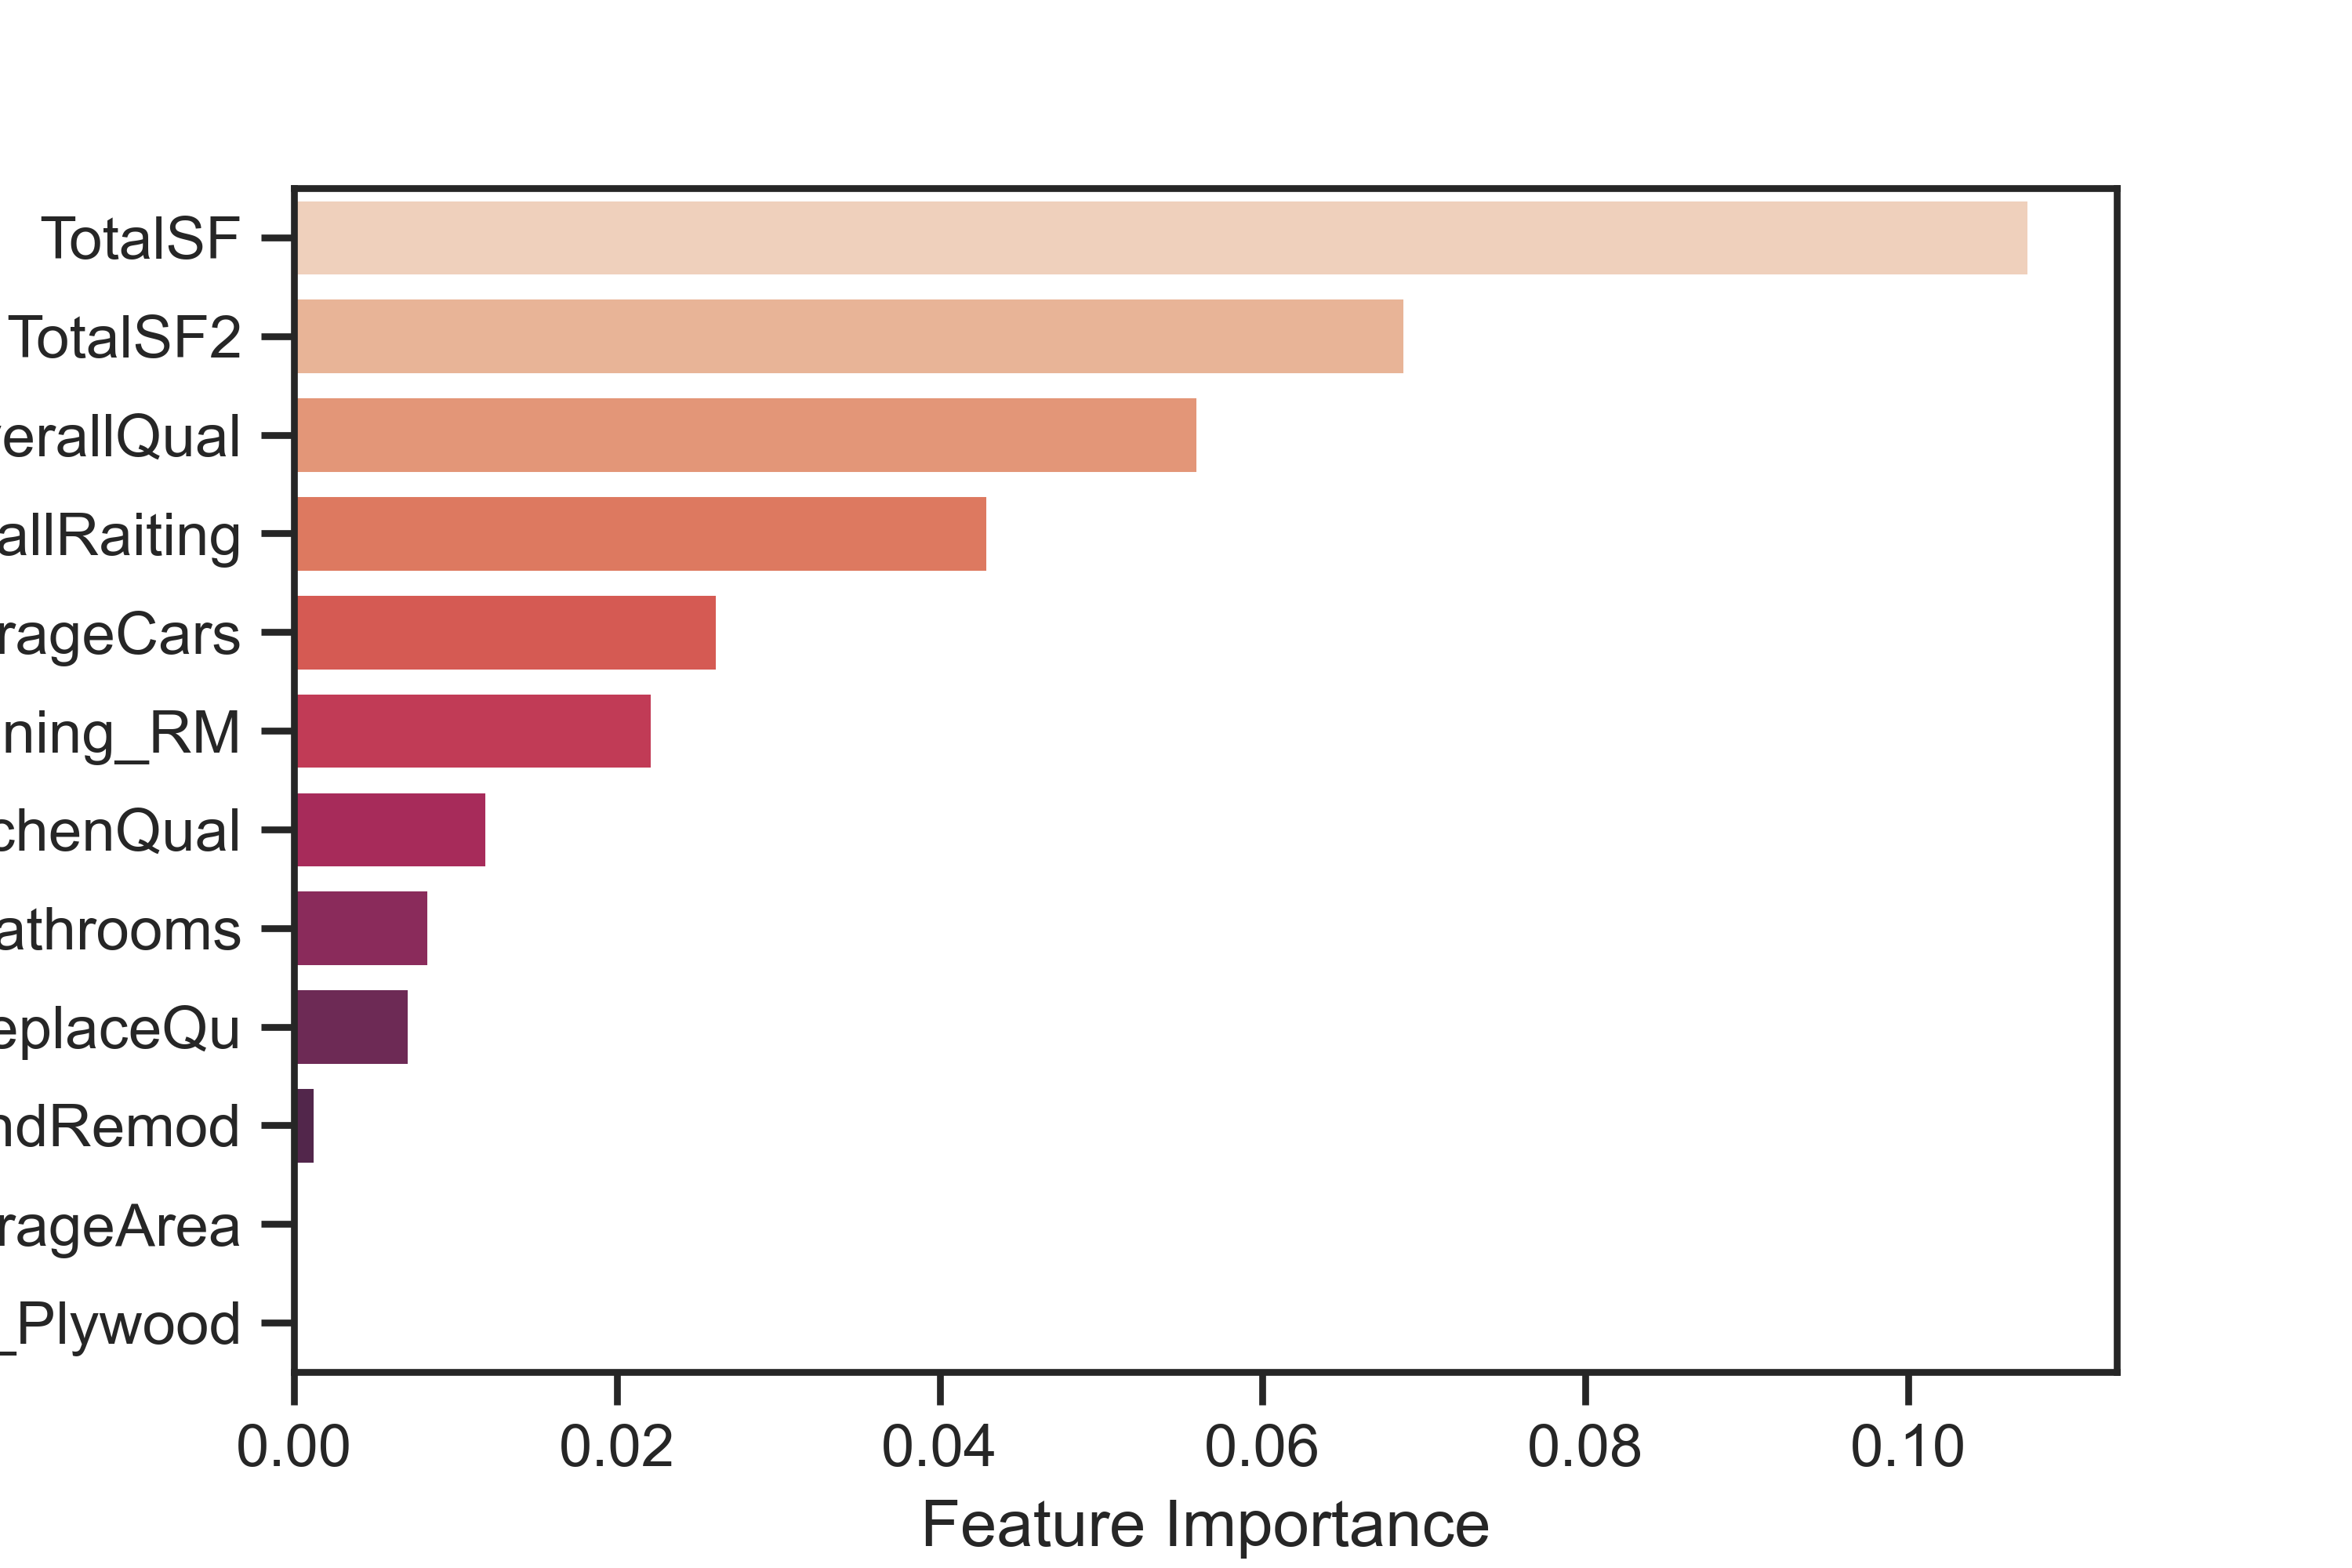 TotalSF
TotalSF2
verallQual
allRaiting
rageCars
ning_RM
chenQual
athrooms
eplaceQu
ndRemod
rageArea
_Plywood
0.00 0.02 0.04 0.06 0.08 0.10
Feature Importance